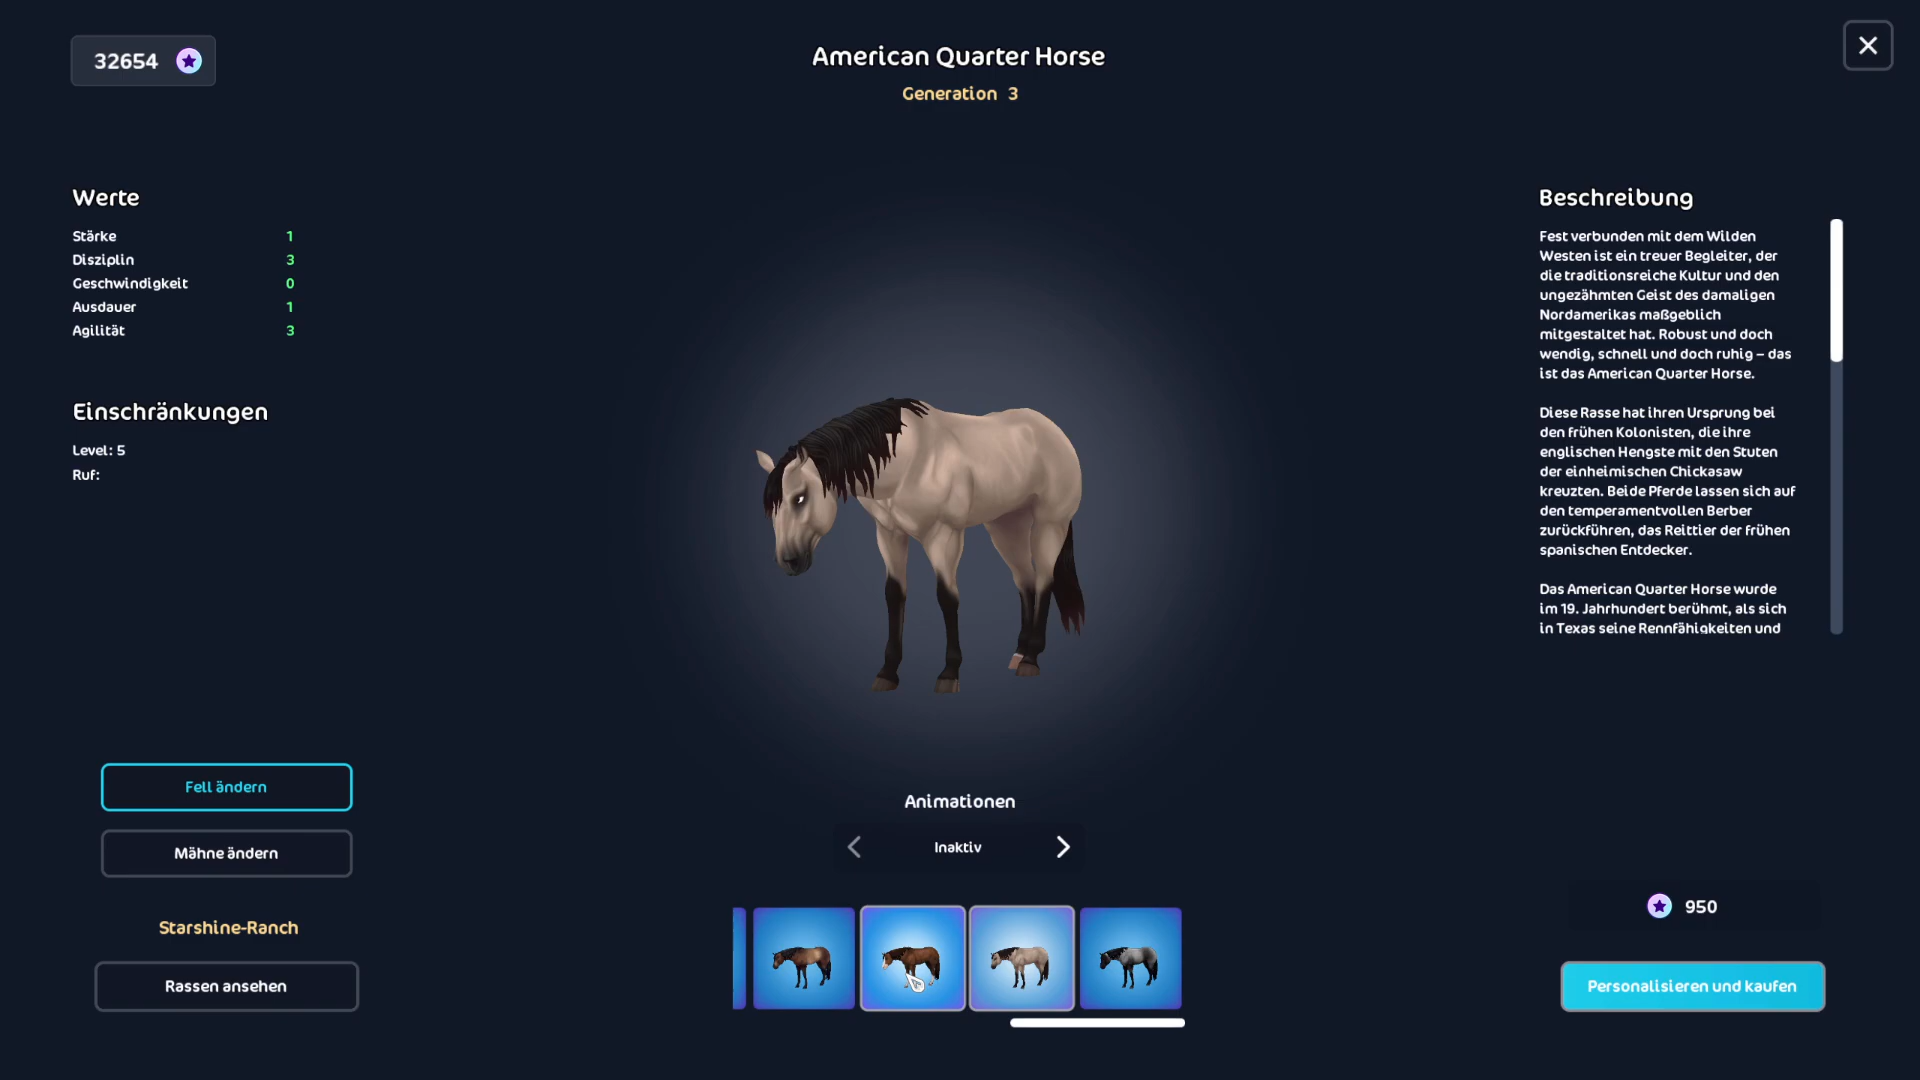 32654
American Quarter Horse
Generation 3
Werte
Stärke 1
Disziplin 3
Geschwindigkeit 0
Ausdauer 1
Agilität 3
Einschränkungen
Level: 5
Ruf:
Beschreibung
Fest verbunden mit dem Wilden
Westen ist ein treuer Begleiter, der
die traditionsreiche Kultur und den
ungezähmten Geist des damaligen
Nordamerikas maßgeblich
mitgestaltet hat. Robust und doch
wendig, schnell und doch ruhig – das
ist das American Quarter Horse.
Diese Rasse hat ihren Ursprung bei
den frühen Kolonisten, die ihre
englischen Hengste mit den Stuten
der einheimischen Chickasaw
kreuzten. Beide Pferde lassen sich auf
den temperamentvollen Berber
zurückführen, das Reittier der frühen
spanischen Entdecker.
Das American Quarter Horse wurde
im 19. Jahrhundert berühmt, als sich
in Texas seine Rennfähigkeiten und
Fell ändern
Mähne ändern
Starshine-Ranch
Rassen ansehen
Animationen
Inaktiv
950
Personalisieren und kaufen